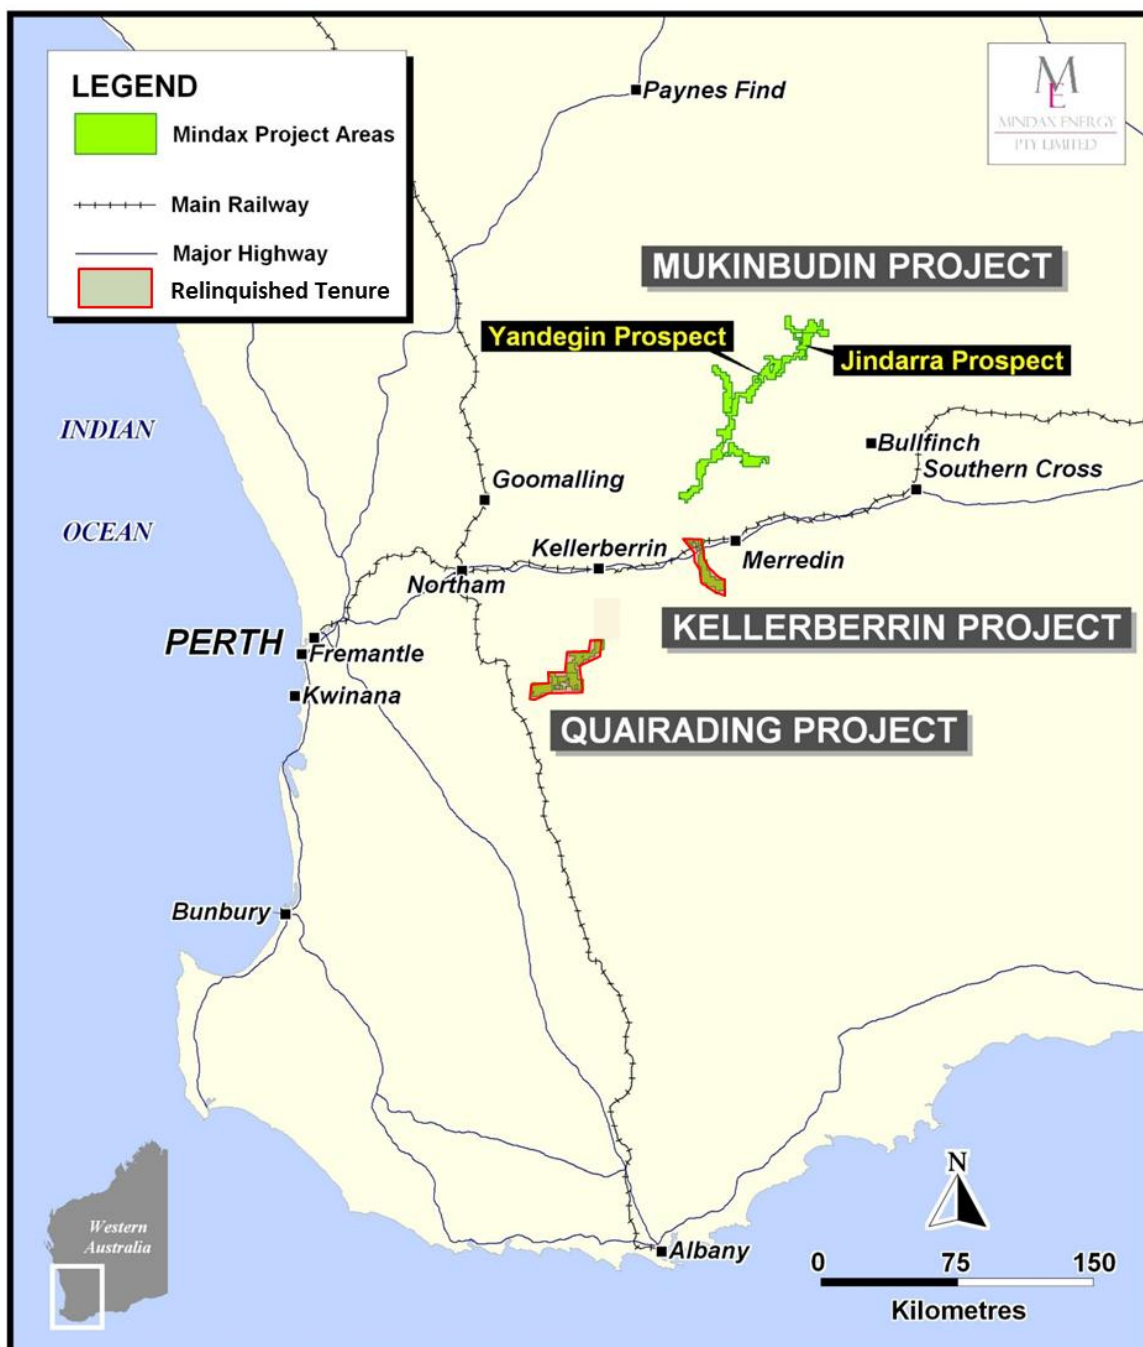 LEGEND
Mindax Project Areas
Main Railway
Major Highway
Relinquished Tenure
Paynes Find
ME
MINDAX ENERGY
PTY LIMITED
MUKINBUDIN PROJECT
Yandegin Prospect
Jindarra Prospect
INDIAN
OCEAN
Bullfinch
Southern Cross
Goomalling
Kellerberrin
Merredin
Northam
KELLERBERRIN PROJECT
PERTH
Fremantle
Kwinana
QUAIRADING PROJECT
Bunbury
Albany
Western
Australia
N
0 75 150
Kilometres